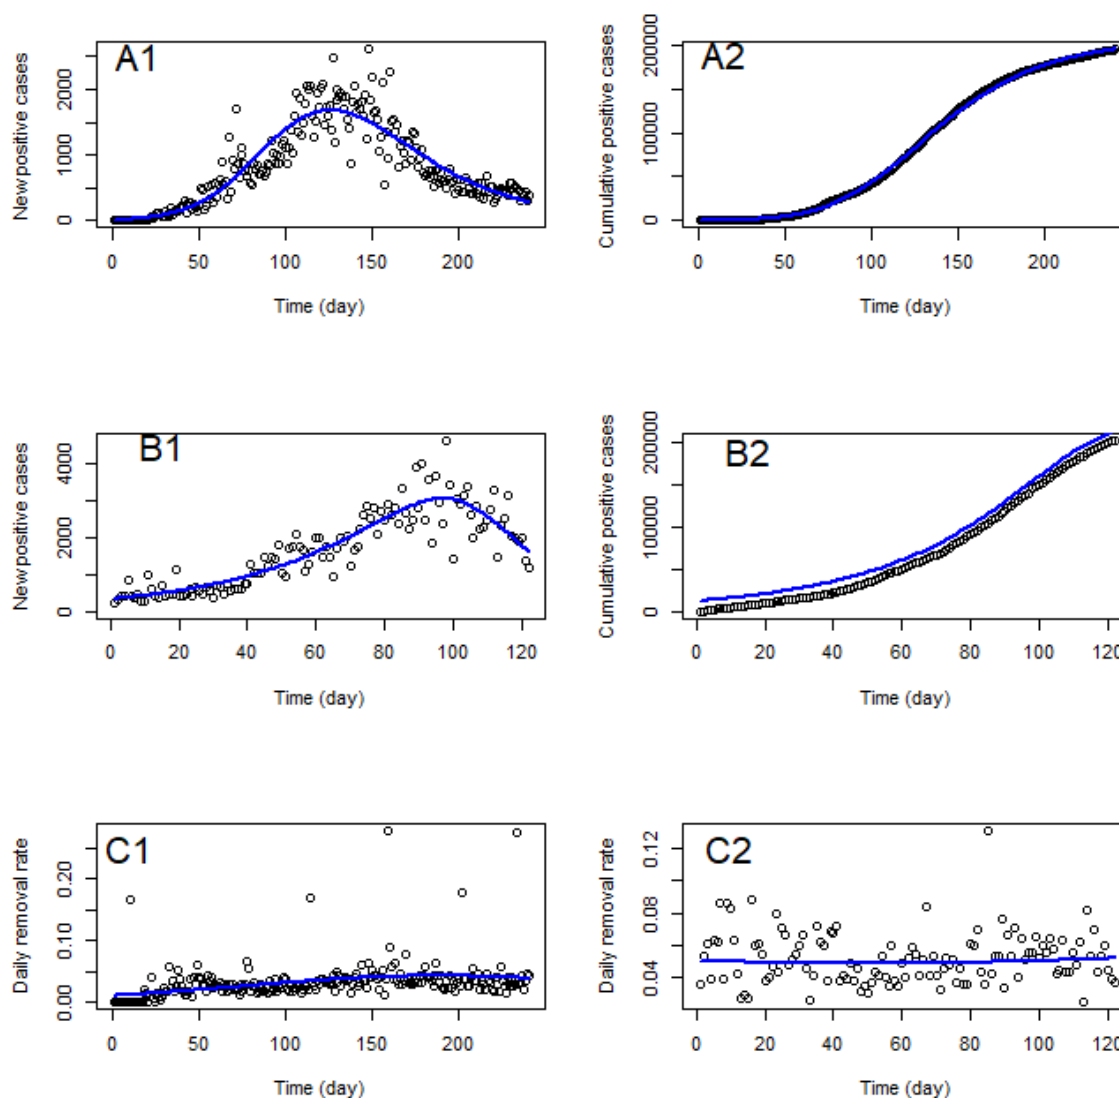 A1
Newpositive cases
0 1000 2000
0 50 100 150 200
Time (day)
A2
Cumulative positive cases
0 100000 200000
0 50 100 150 200
Time (day)
B1
Newpositive cases
0 2000 4000
0 20 40 60 80 100 120
Time (day)
B2
Cumulative positive cases
0 100000 200000
0 20 40 60 80 100 120
Time (day)
C1
Daily removal rate
0.00 0.10 0.20
0 50 100 150 200
Time (day)
C2
Daily removal rate
0.04 0.08 0.12
0 20 40 60 80 100 120
Time (day)